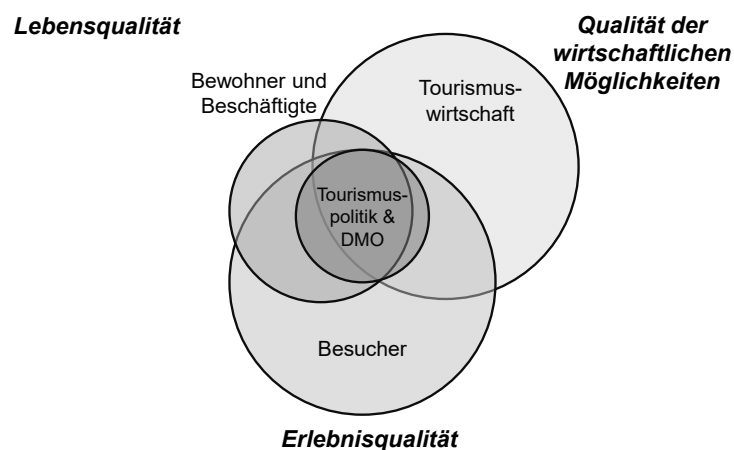 Lebensqualität
Qualität der
wirtschaftlichen
Möglichkeiten
Bewohner und
Beschäftigte
Tourismus-
wirtschaft
Tourismus-
politik &
DMO
Besucher
Erlebnisqualität